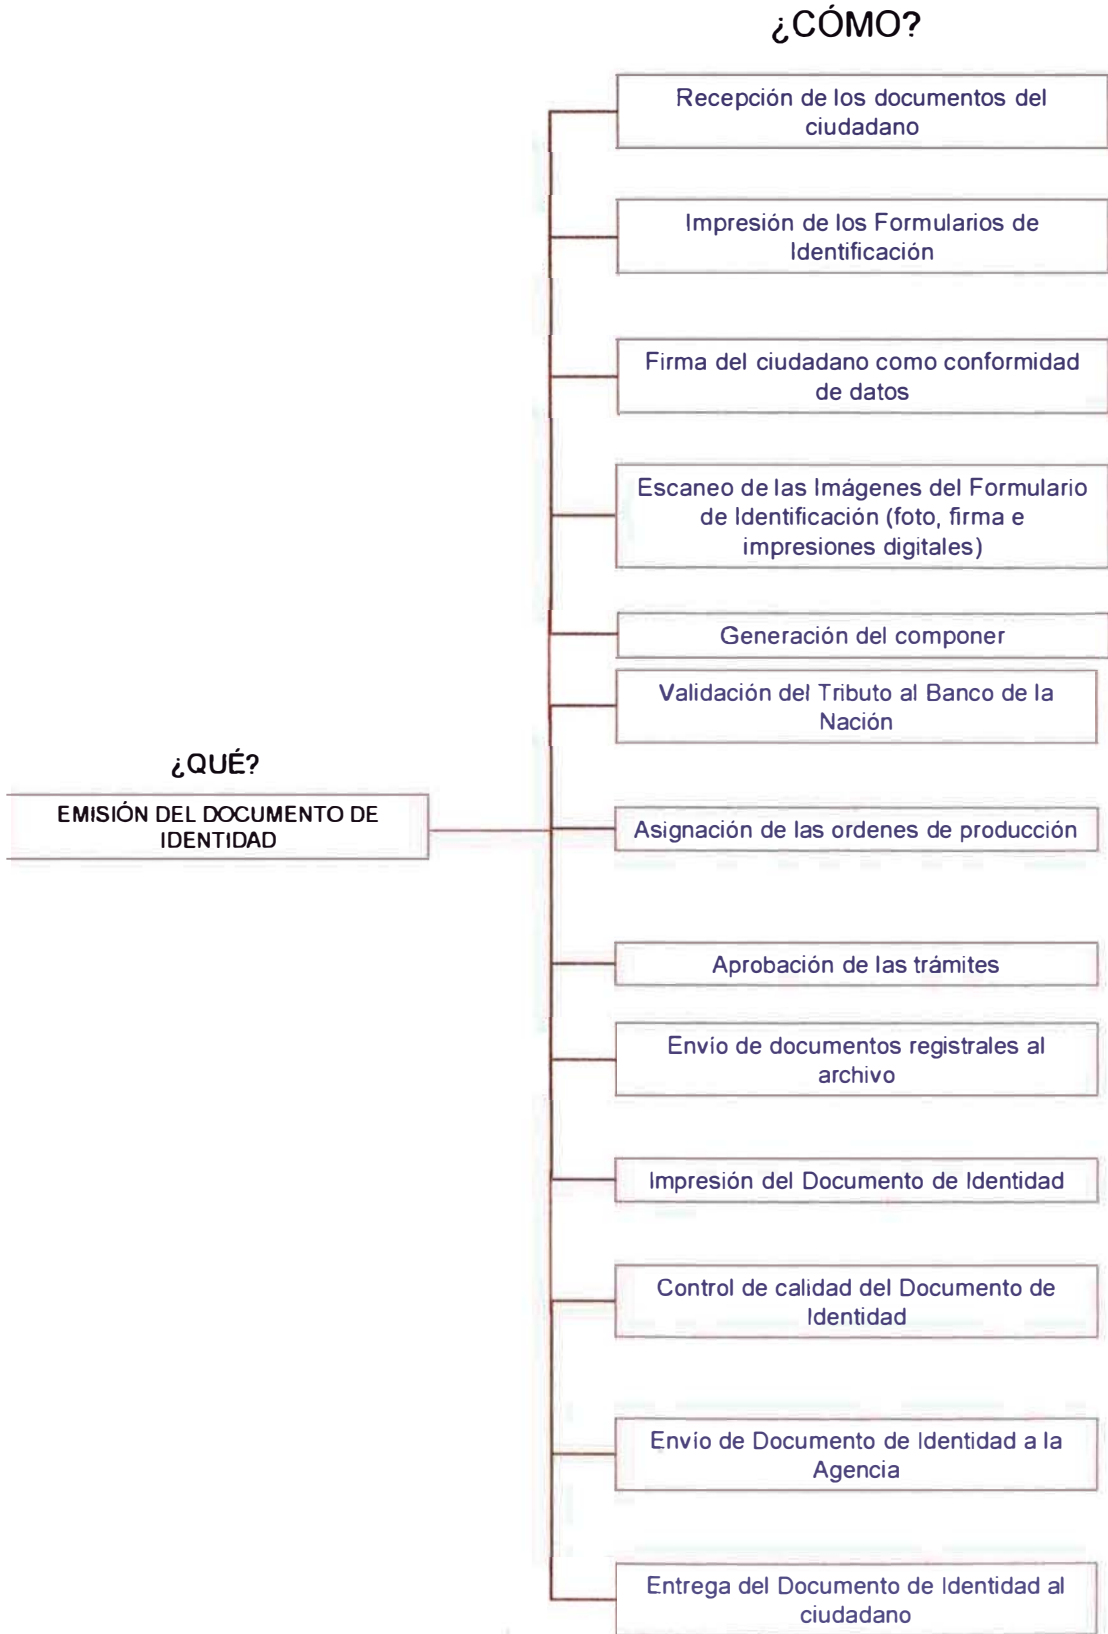 ¿CÓMO?
Recepción de los documentos del
ciudadano
Impresión de los Formularios de
Identificación
Firma del ciudadano como conformidad
de datos
Escaneo de las Imágenes del Formulario
de Identificación (foto, firma e
impresiones digitales)
Generación del componer
Validación del Tributo al Banco de la
Nación
¿QUÉ?
EMISIÓN DEL DOCUMENTO DE
IDENTIDAD
Asignación de las ordenes de producción
Aprobación de las trámites
Envío de documentos registrales al
archivo
Impresión del Documento de Identidad
Control de calidad del Documento de
Identidad
Envío de Documento de Identidad a la
Agencia
Entrega del Documento de Identidad al
ciudadano